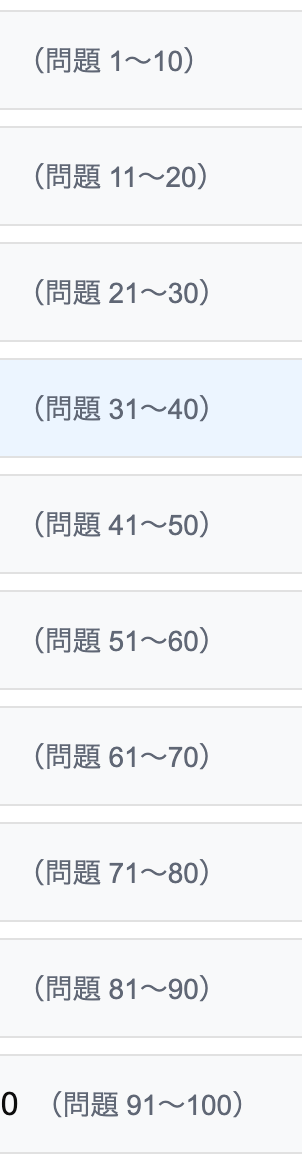 （問題 1～10）
（問題 11～20）
（問題 21～30）
（問題 31～40）
（問題 41～50）
（問題 51～60）
（問題 61～70）
（問題 71～80）
（問題 81～90）
0 （問題 91～100）